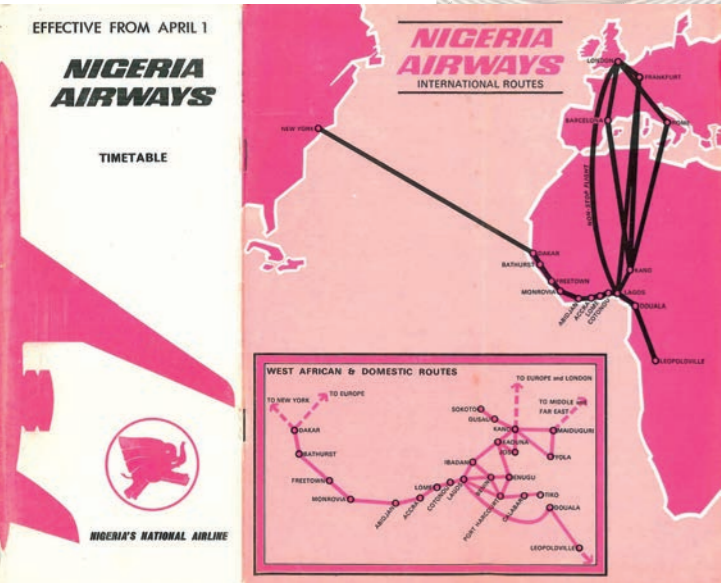 EFFECTIVE FROM APRIL 1
NIGERIA
AIRWAYS
TIMETABLE
NIGERIA'S NATIONAL AIRLINE
NIGERIA
AIRWAYS
INTERNATIONAL ROUTES
LONDON
FRANKFURT
BARCELONA
ROME
NEW YORK
NON-STOP FLIGHT
DAKAR
BATHURST
FREETOWN
MONROVIA
ABIDJAN
ACCRA
LOME
COTONOU
LAGOS
KANO
DOUALA
LEOPOLDVILLE
WEST AFRICAN & DOMESTIC ROUTES
TO NEW YORK
TO EUROPE
TO EUROPE and LONDON
TO MIDDLE and
FAR EAST
SOKOTO
GUSAU
KANO
MAIDUGURI
DAKAR
KADUNA
JOS
YOLA
BATHURST
IBADAN
FREETOWN
ENUGU
LOME
COTONOU
LAGOS
BENIN
MONROVIA
ABIDJAN
ACCRA
PORT HARCOURT
CALABAR
TIKO
DOUALA
LEOPOLDVILLE